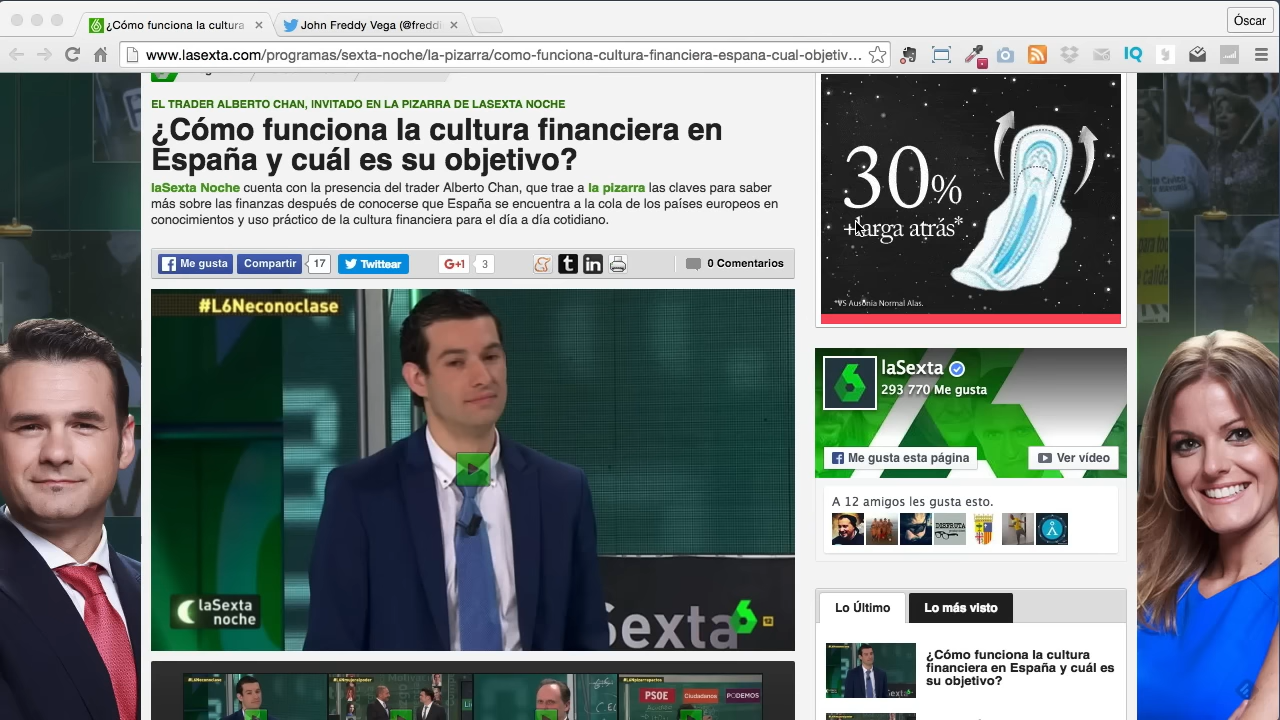 ¿Cómo funciona la cultura
John Freddy Vega (@freddi
Óscar
www.lasexta.com/programas/sexta-noche/la-pizarra/como-funciona-cultura-financiera-espana-cual-objetiv…
IQ
EL TRADER ALBERTO CHAN, INVITADO EN LA PIZARRA DE LASEXTA NOCHE
¿Cómo funciona la cultura financiera en
España y cuál es su objetivo?
laSexta Noche cuenta con la presencia del trader Alberto Chan, que trae a la pizarra las claves para saber
más sobre las finanzas después de conocerse que España se encuentra a la cola de los países europeos en
conocimientos y uso práctico de la cultura financiera para el día a día cotidiano.
Me gusta
Compartir
17
Twittear
G+1
3
0 Comentarios
#L6Neconoclase
laSexta
noche
Sexta
12
PSOE
Ciudadanos
PODEMOS
30%
+larga atrás*
*VS Ausonia Normal Alas.
laSexta
293 770 Me gusta
Me gusta esta página
Ver vídeo
A 12 amigos les gusta esto.
DISFRUTA
Lo Último
Lo más visto
¿Cómo funciona la cultura
financiera en España y cuál es
su objetivo?